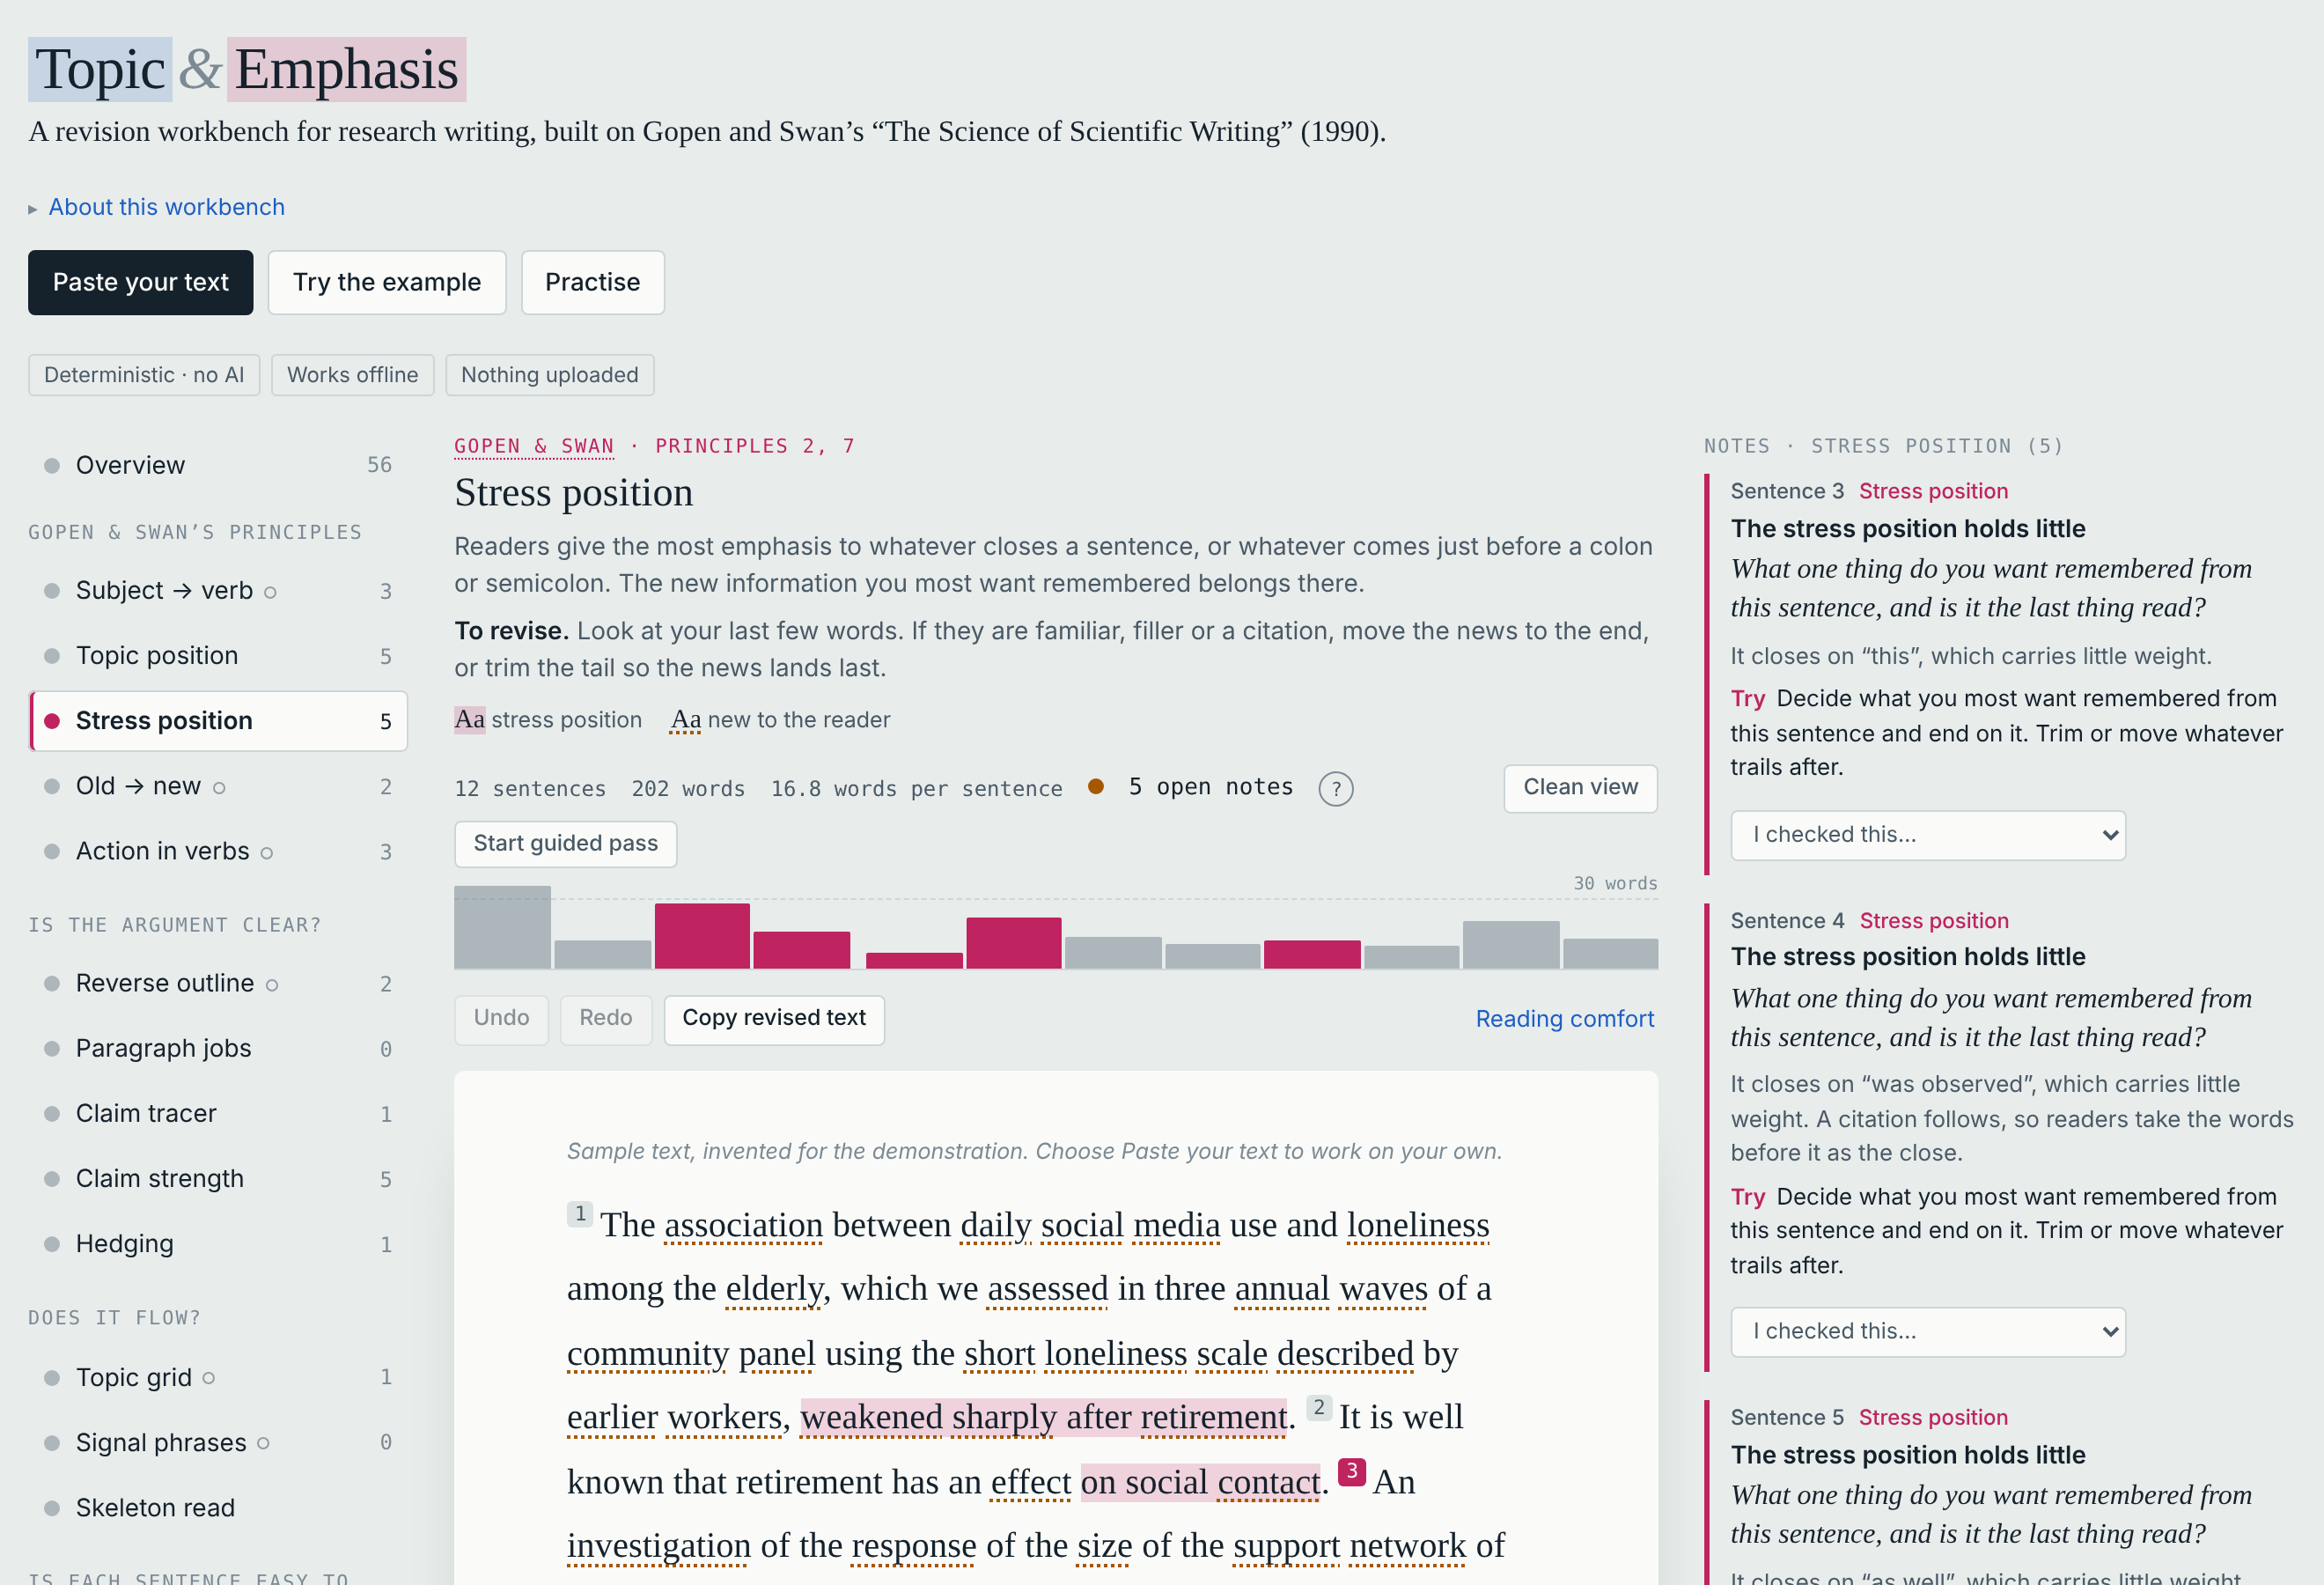 Topic & Emphasis
A revision workbench for research writing, built on Gopen and Swan’s “The Science of Scientific Writing” (1990).
▸ About this workbench
Paste your text
Try the example
Practise
Deterministic · no AI
Works offline
Nothing uploaded
Overview 56
GOPEN & SWAN’S PRINCIPLES
Subject → verb 3
Topic position 5
Stress position 5
Old → new 2
Action in verbs 3
IS THE ARGUMENT CLEAR?
Reverse outline 2
Paragraph jobs 0
Claim tracer 1
Claim strength 5
Hedging 1
DOES IT FLOW?
Topic grid 1
Signal phrases 0
Skeleton read
IS EACH SENTENCE EASY TO
GOPEN & SWAN · PRINCIPLES 2, 7
Stress position
Readers give the most emphasis to whatever closes a sentence, or whatever comes just before a colon
or semicolon. The new information you most want remembered belongs there.
To revise. Look at your last few words. If they are familiar, filler or a citation, move the news to the end,
or trim the tail so the news lands last.
Aa stress position Aa new to the reader
12 sentences 202 words 16.8 words per sentence 5 open notes ? Clean view
Start guided pass
30 words
Undo
Redo
Copy revised text
Reading comfort
Sample text, invented for the demonstration. Choose Paste your text to work on your own.
1 The association between daily social media use and loneliness
among the elderly, which we assessed in three annual waves of a
community panel using the short loneliness scale described by
earlier workers, weakened sharply after retirement. 2 It is well
known that retirement has an effect on social contact. 3 An
investigation of the response of the size of the support network of
NOTES · STRESS POSITION (5)
Sentence 3 Stress position
The stress position holds little
What one thing do you want remembered from
this sentence, and is it the last thing read?
It closes on “this”, which carries little weight.
Try Decide what you most want remembered from
this sentence and end on it. Trim or move whatever
trails after.
I checked this…
Sentence 4 Stress position
The stress position holds little
What one thing do you want remembered from
this sentence, and is it the last thing read?
It closes on “was observed”, which carries little
weight. A citation follows, so readers take the words
before it as the close.
Try Decide what you most want remembered from
this sentence and end on it. Trim or move whatever
trails after.
I checked this…
Sentence 5 Stress position
The stress position holds little
What one thing do you want remembered from
this sentence, and is it the last thing read?
It closes on “as well”, which carries little weight